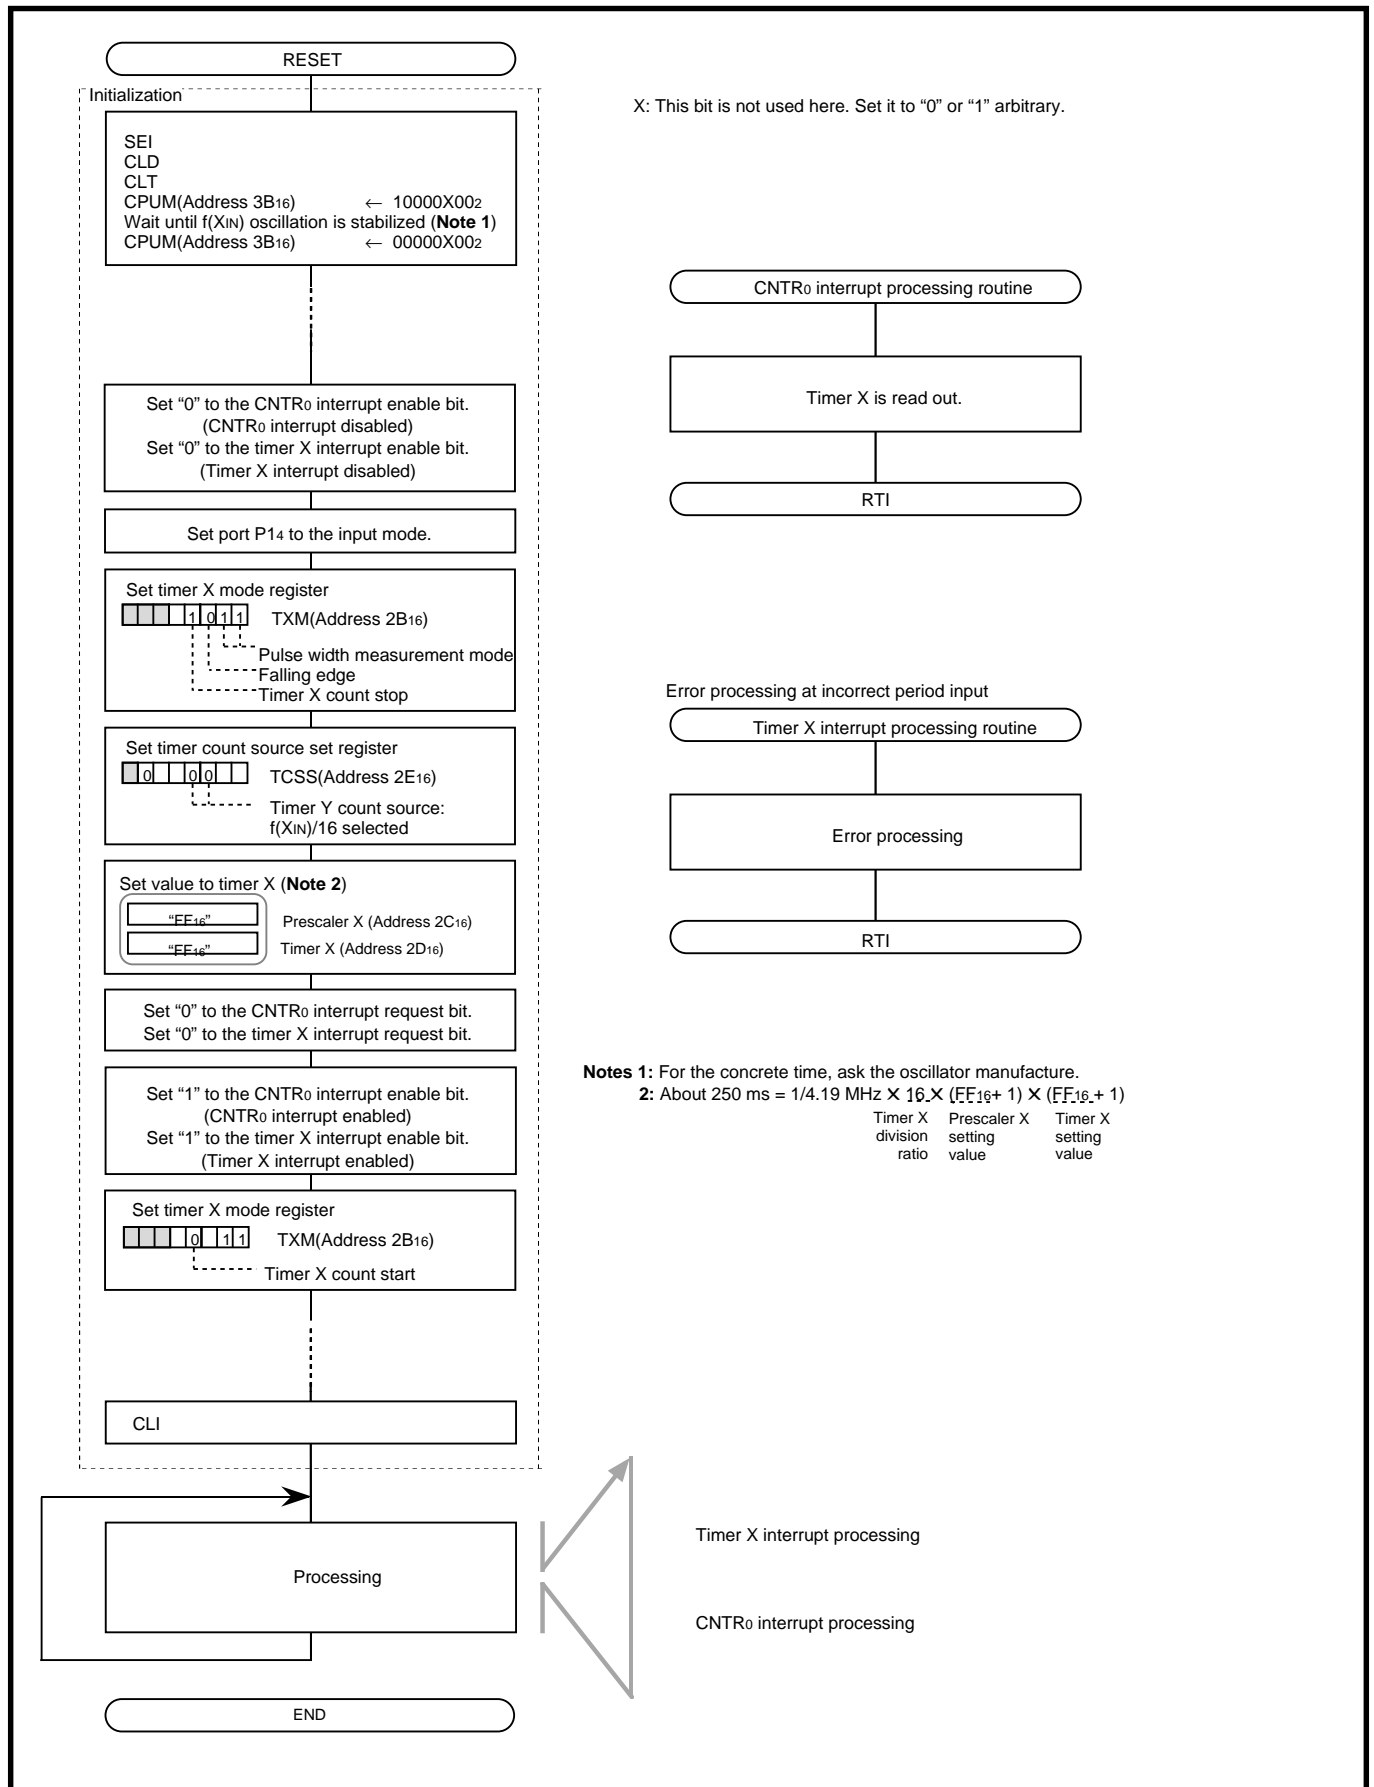 RESET
Initialization
SEI
CLD
CLT
CPUM(Address 3B16) ← 10000X002
Wait until f(XIN) oscillation is stabilized (Note 1)
CPUM(Address 3B16) ← 00000X002
Set “0” to the CNTR0 interrupt enable bit.
(CNTR0 interrupt disabled)
Set “0” to the timer X interrupt enable bit.
(Timer X interrupt disabled)
Set port P14 to the input mode.
Set timer X mode register
1 0 1 1 TXM(Address 2B16)
Pulse width measurement mode
Falling edge
Timer X count stop
Set timer count source set register
0 0 0 TCSS(Address 2E16)
Timer Y count source:
f(XIN)/16 selected
Set value to timer X (Note 2)
“FF16” Prescaler X (Address 2C16)
“FF16” Timer X (Address 2D16)
Set “0” to the CNTR0 interrupt request bit.
Set “0” to the timer X interrupt request bit.
Set “1” to the CNTR0 interrupt enable bit.
(CNTR0 interrupt enabled)
Set “1” to the timer X interrupt enable bit.
(Timer X interrupt enabled)
Set timer X mode register
0 1 1 TXM(Address 2B16)
Timer X count start
CLI
Processing
END
X: This bit is not used here. Set it to “0” or “1” arbitrary.
CNTR0 interrupt processing routine
Timer X is read out.
RTI
Error processing at incorrect period input
Timer X interrupt processing routine
Error processing
RTI
Notes 1: For the concrete time, ask the oscillator manufacture.
2: About 250 ms = 1/4.19 MHz × 16 × (FF16+ 1) × (FF16 + 1)
Timer X division ratio
Prescaler X setting value
Timer X setting value
Timer X interrupt processing
CNTR0 interrupt processing